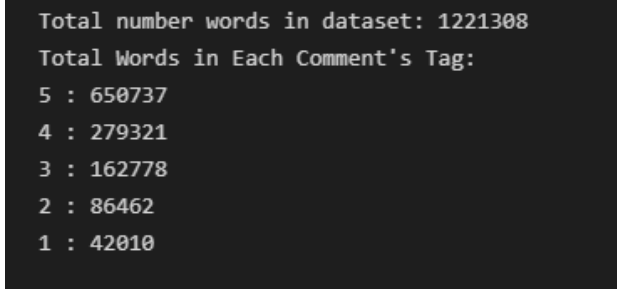 Total number words in dataset: 1221308
Total Words in Each Comment's Tag:
5 : 650737
4 : 279321
3 : 162778
2 : 86462
1 : 42010